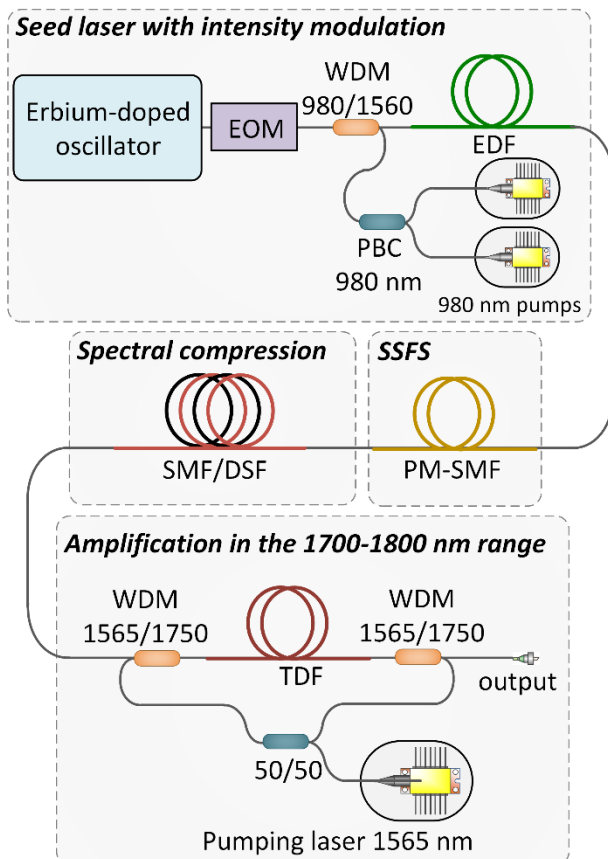 Seed laser with intensity modulation
Erbium-doped
oscillator
EOM
WDM
980/1560
EDF
PBC
980 nm
980 nm pumps
Spectral compression
SMF/DSF
SSFS
PM-SMF
Amplification in the 1700-1800 nm range
WDM
1565/1750
TDF
WDM
1565/1750
output
50/50
Pumping laser 1565 nm